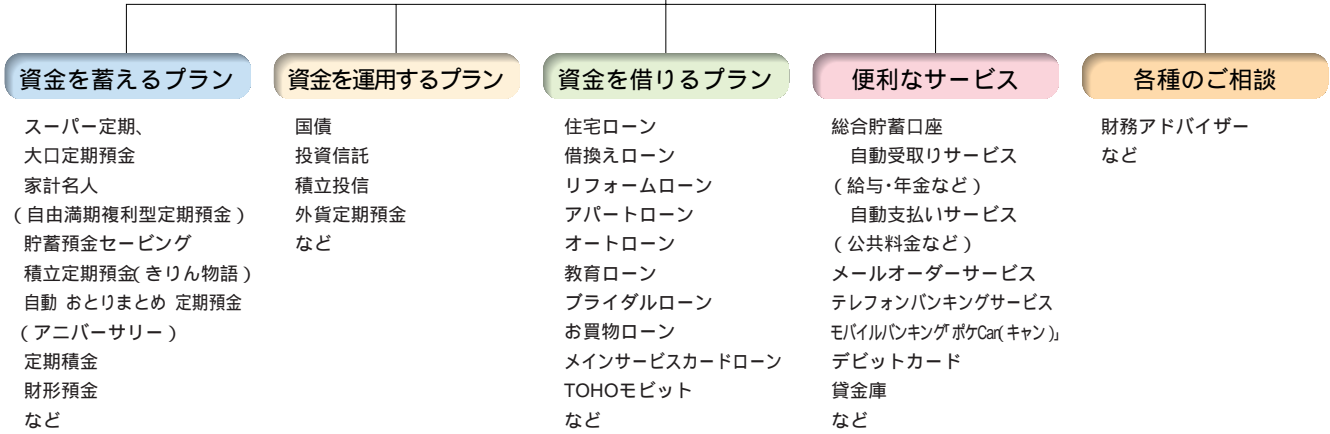 資金を蓄えるプラン
スーパー定期、
大口定期預金
家計名人
(自由満期複利型定期預金)
貯蓄預金セービング
積立定期預金(きりん物語)
自動 おとりまとめ 定期預金
(アニバーサリー)
定期積金
財形預金
など
資金を運用するプラン
国債
投資信託
積立投信
外貨定期預金
など
資金を借りるプラン
住宅ローン
借換えローン
リフォームローン
アパートローン
オートローン
教育ローン
ブライダルローン
お買物ローン
メインサービスカードローン
TOHOモビット
など
便利なサービス
総合貯蓄口座
自動受取りサービス
(給与・年金など)
自動支払いサービス
(公共料金など)
メールオーダーサービス
テレフォンバンキングサービス
モバイルバンキング「ポケCan(キャン)」
デビットカード
貸金庫
など
各種のご相談
財務アドバイザー
など